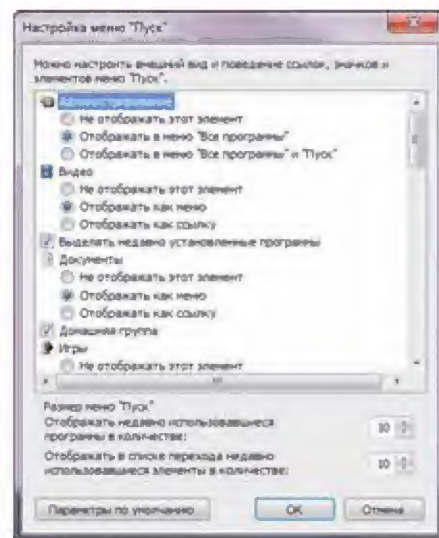 Настройка меню "Пуск"
Можно настроить внешний вид и поведение ссылок, значков и
элементов меню "Пуск".
Администрирование
Не отображать этот элемент
Отображать в меню "Все программы"
Отображать в меню "Все программы" и "Пуск"
Видео
Не отображать этот элемент
Отображать как меню
Отображать как ссылку
Выделять недавно установленные программы
Документы
Не отображать этот элемент
Отображать как меню
Отображать как ссылку
Домашняя группа
Игры
Не отображать этот элемент
Размер меню "Пуск"
Отображать недавно использовавшиеся
программы в количестве:
10
Отображать в списке перехода недавно
использовавшиеся элементы в количестве:
10
Параметры по умолчанию
ОК
Отмена